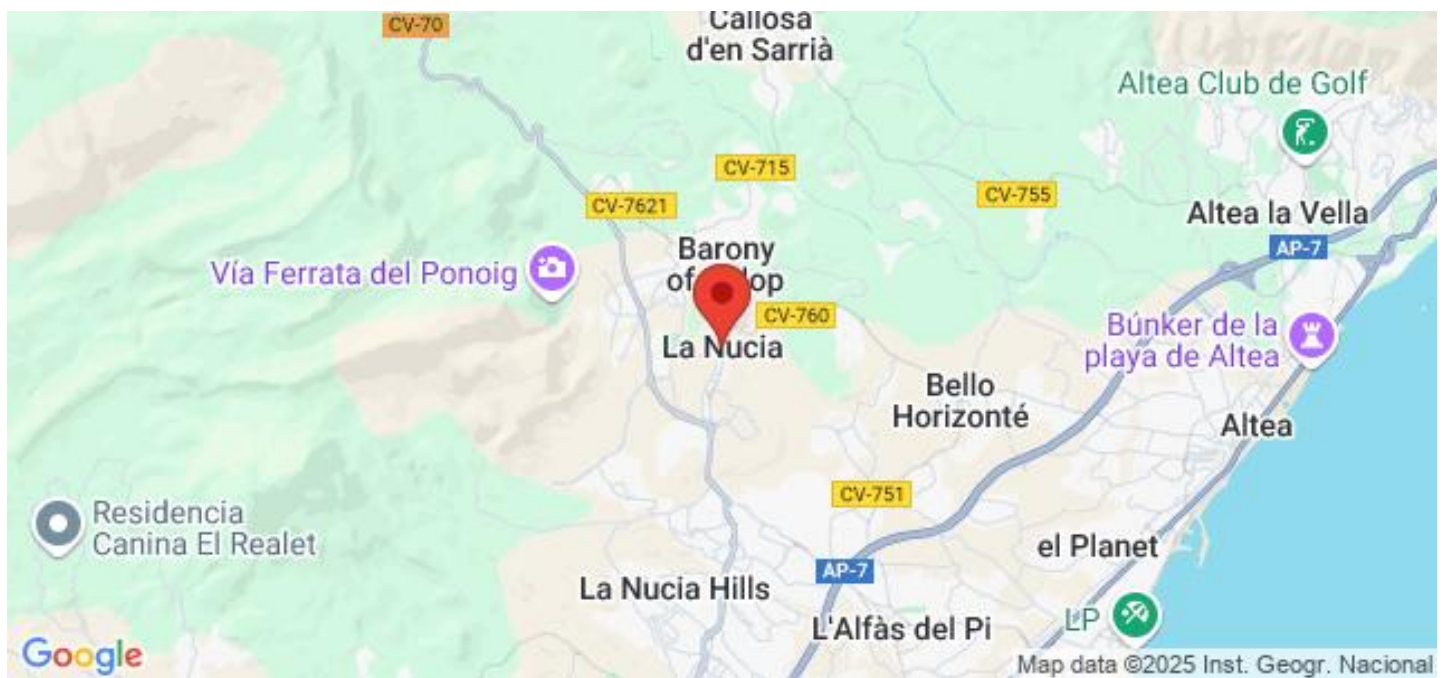 CV-70
Callosa
d'en Sarrià
Altea Club de Golf
CV-715
CV-755
CV-7621
Altea la Vella
AP-7
Barony
Vía Ferrata del Ponoig
CV-760
La Nucia
Búnker de la
playa de Altea
Bello
Horizonté
Altea
CV-751
Residencia
Canina El Realet
el Planet
AP-7
La Nucia Hills
L'Alfàs del Pi
LP
Google
Map data ©2025 Inst. Geogr. Nacional